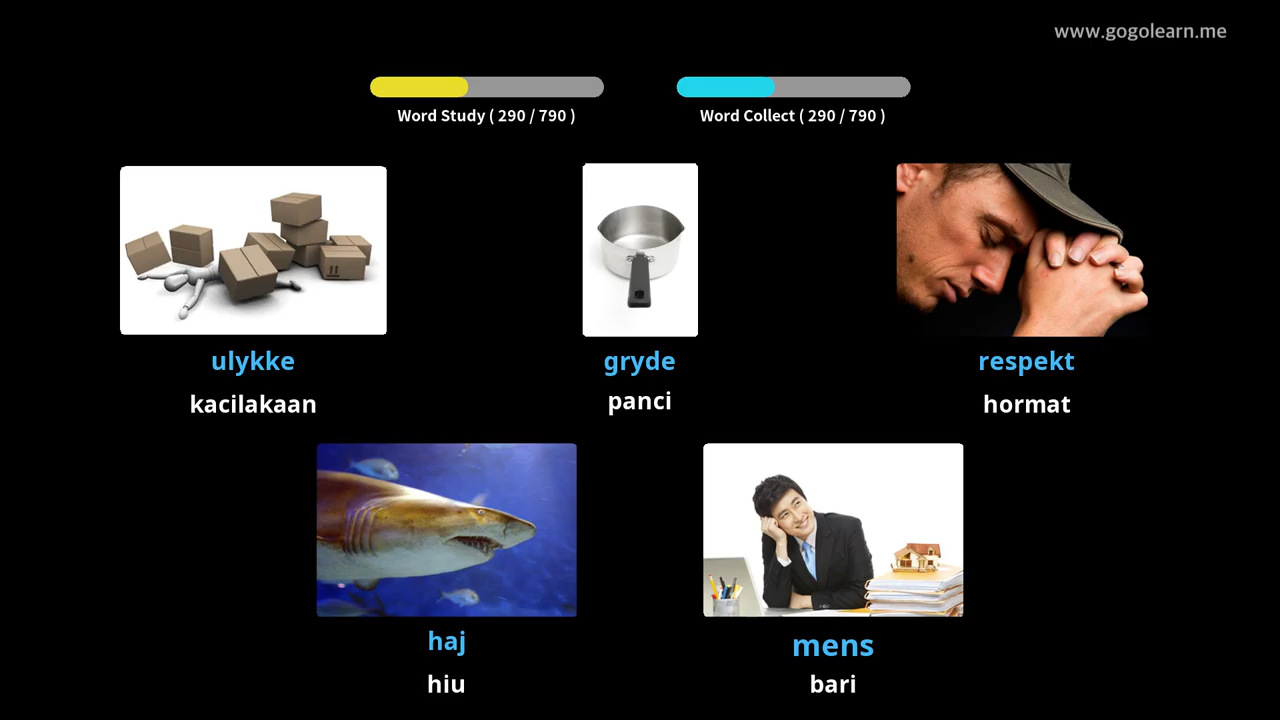 www.gogolearn.me
Word Study ( 290 / 790 )
Word Collect ( 290 / 790 )
ulykke
kacilakaan
gryde
panci
respekt
hormat
haj
hiu
mens
bari